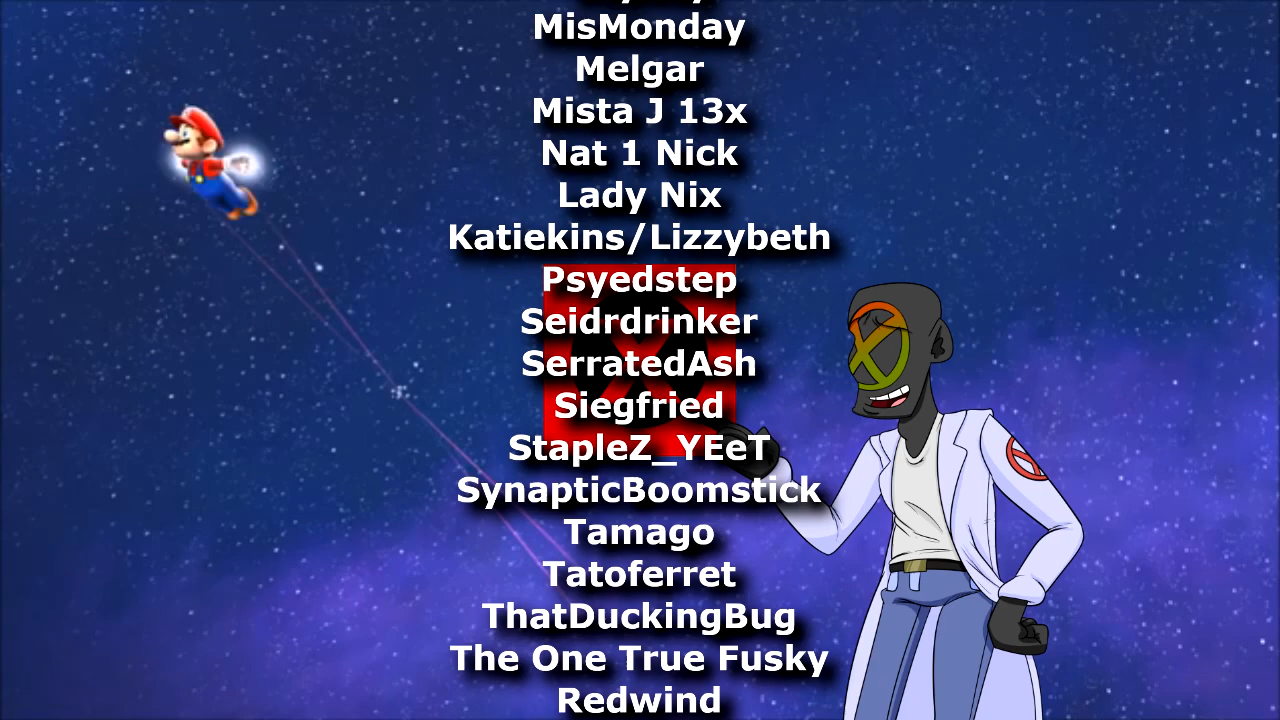 MisMonday
Melgar
Mista J 13x
Nat 1 Nick
Lady Nix
Katiekins/Lizzybeth
Psyedstep
Seidrdrinker
SerratedAsh
Siegfried
StapleZ_YEeT
SynapticBoomstick
Tamago
Tatoferret
ThatDuckingBug
The One True Fusky
Redwind